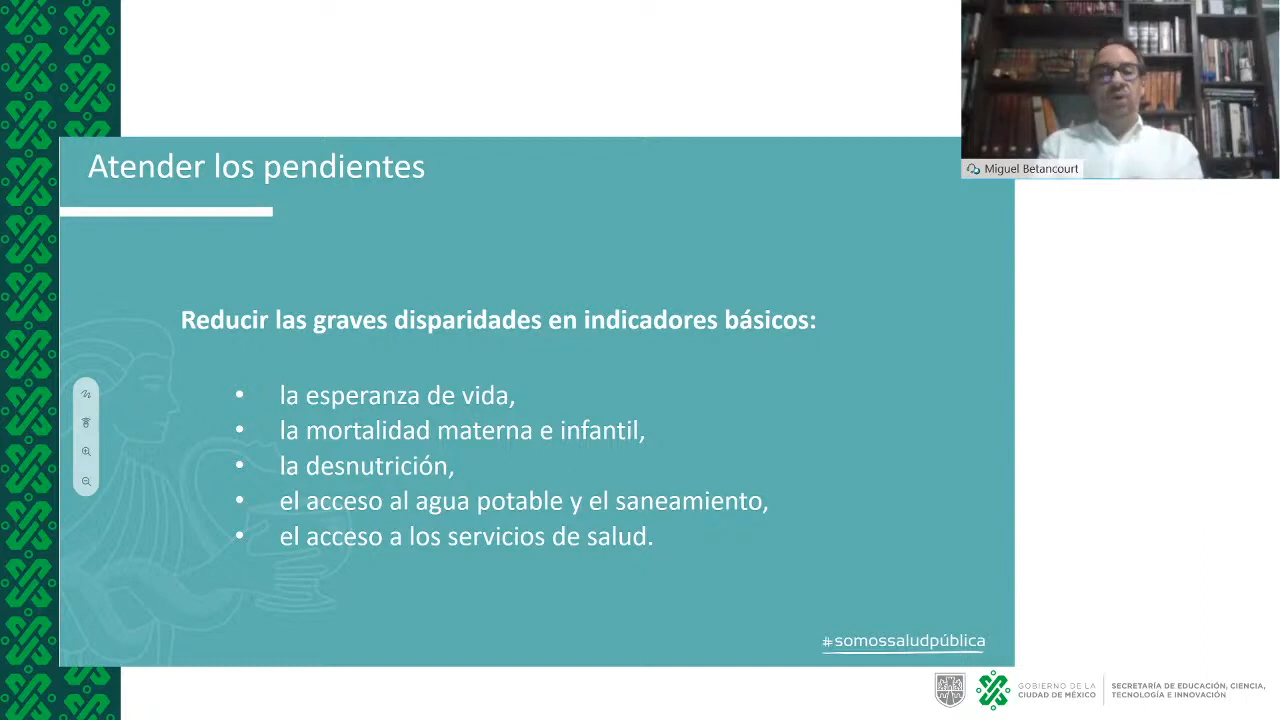 Atender los pendientes
Miguel Betancourt
Reducir las graves disparidades en indicadores básicos:
• la esperanza de vida,
• la mortalidad materna e infantil,
• la desnutrición,
• el acceso al agua potable y el saneamiento,
• el acceso a los servicios de salud.
#somossaludpública
GOBIERNO DE LA
CIUDAD DE MÉXICO
SECRETARÍA DE EDUCACIÓN, CIENCIA,
TECNOLOGÍA E INNOVACIÓN